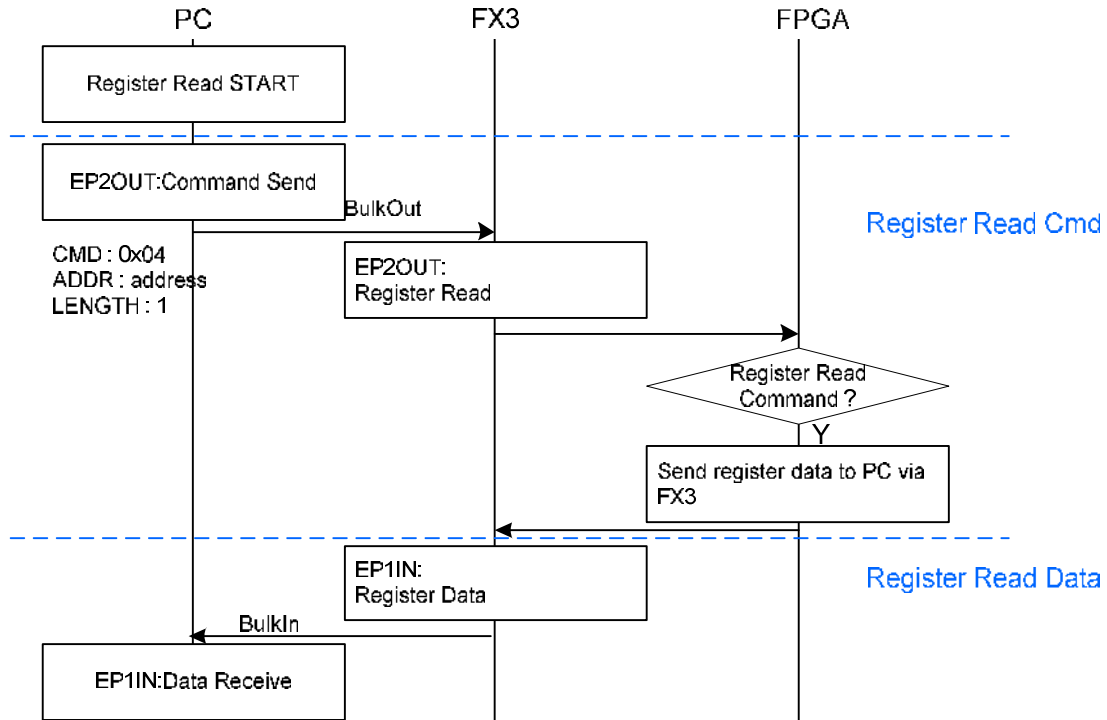 PC
FX3
FPGA
Register Read START
EP2OUT:Command Send
BulkOut
Register Read Cmd
CMD : 0x04
ADDR : address
LENGTH : 1
EP2OUT:
Register Read
Register Read
Command ?
Y
Send register data to PC via
FX3
EP1IN:
Register Data
Register Read Data
BulkIn
EP1IN:Data Receive